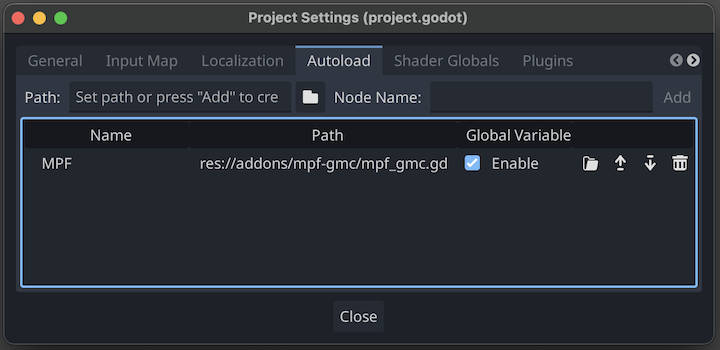 Project Settings (project.godot)
General Input Map Localization Autoload Shader Globals Plugins
Path: Set path or press "Add" to cre Node Name: Add
Name Path Global Variable
MPF res://addons/mpf-gmc/mpf_gmc.gd Enable
Close